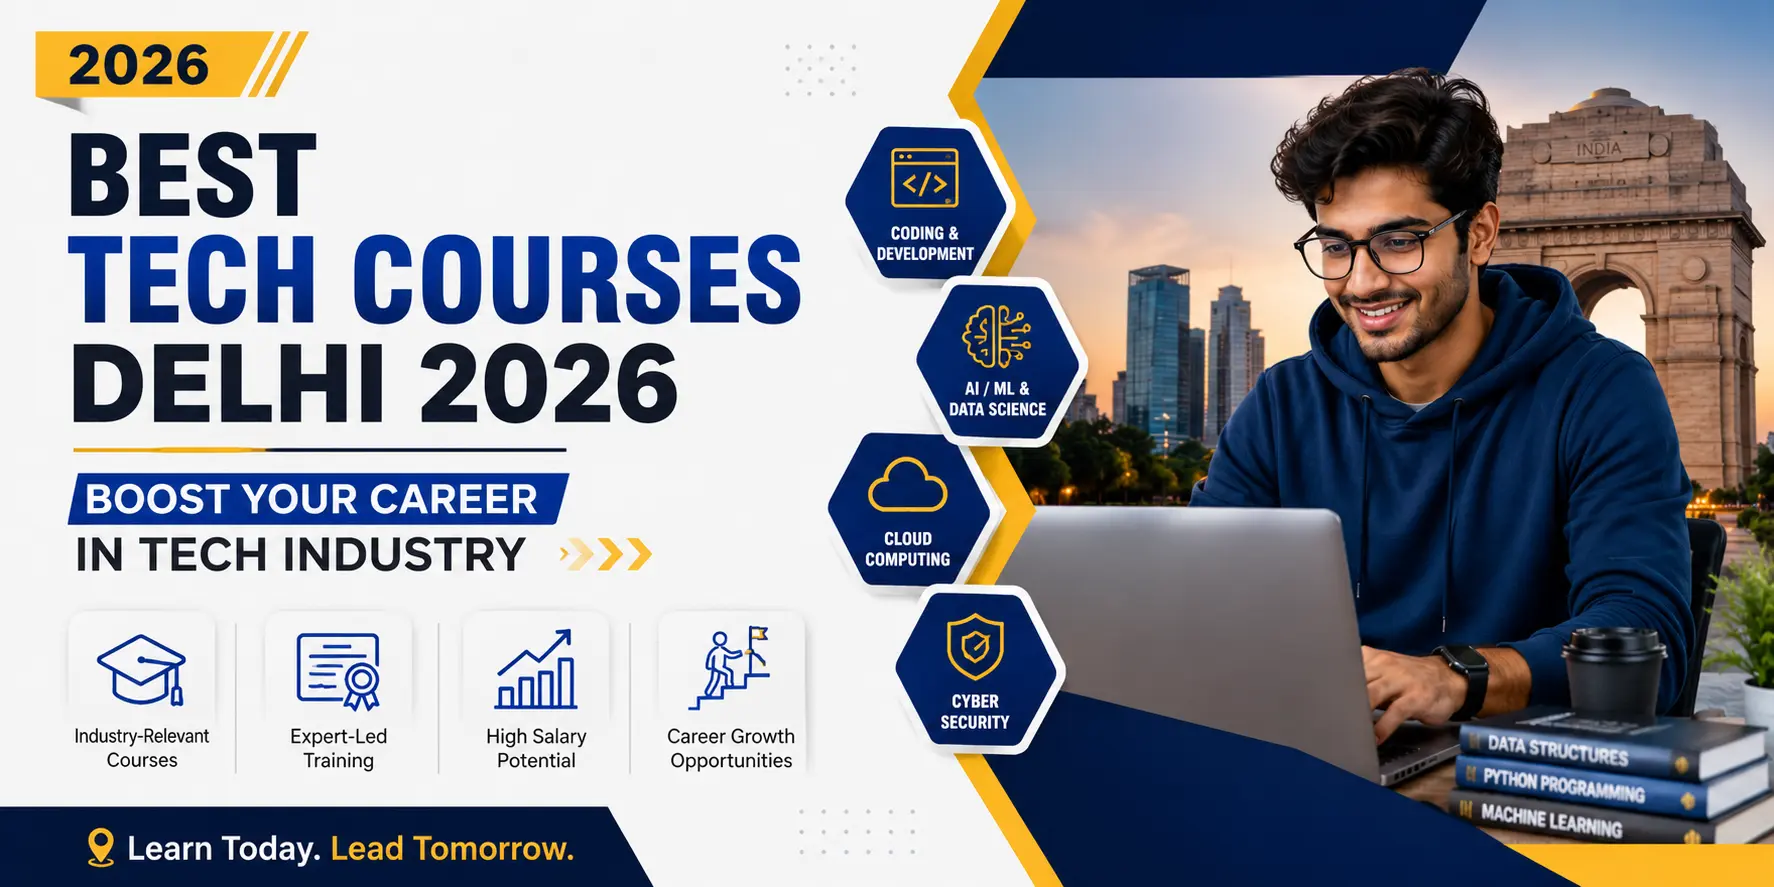 2026
BEST
TECH COURSES
DELHI 2026
BOOST YOUR CAREER
IN TECH INDUSTRY
Industry-Relevant
Courses
Expert-Led
Training
High Salary
Potential
Career Growth
Opportunities
Learn Today. Lead Tomorrow.
</>
CODING &
DEVELOPMENT
AI / ML &
DATA SCIENCE
CLOUD
COMPUTING
CYBER
SECURITY
INDIA
DATA STRUCTURES
PYTHON PROGRAMMING
MACHINE LEARNING